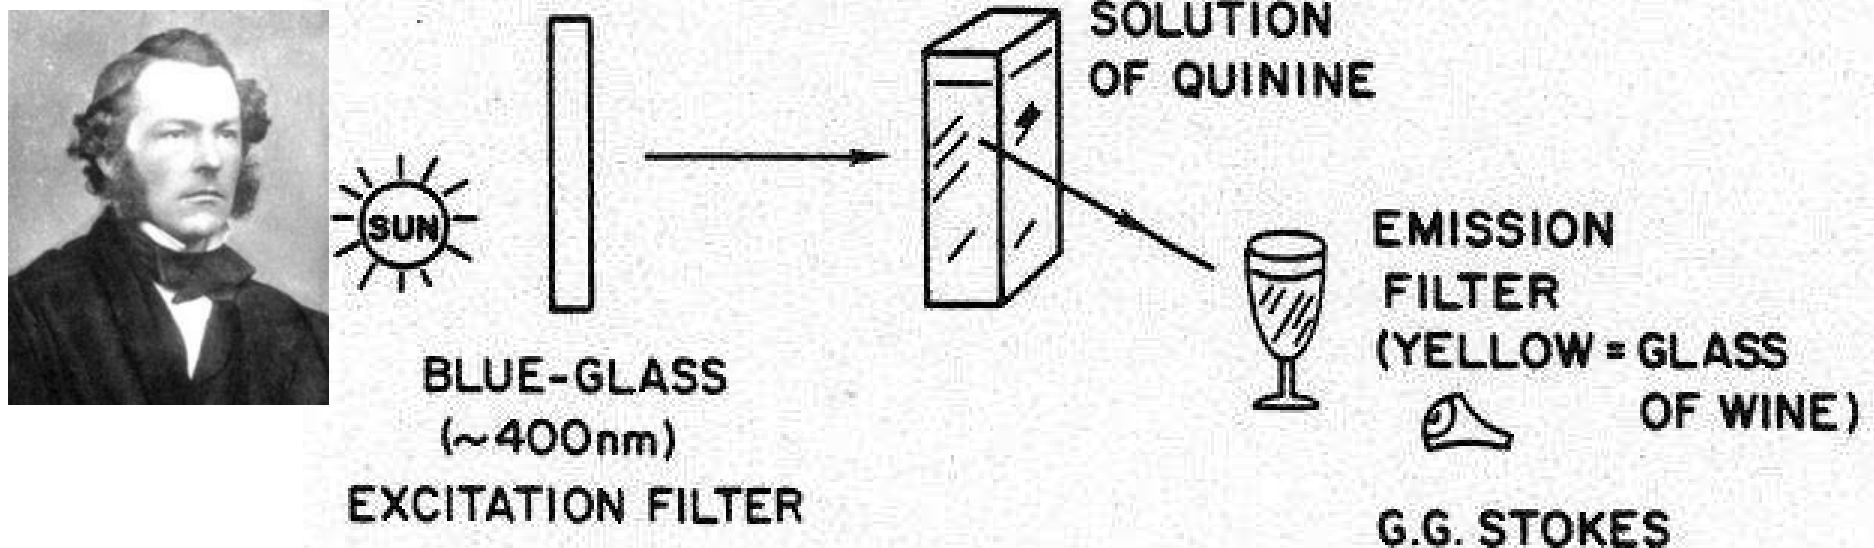 SUN
BLUE-GLASS
(~400nm)
EXCITATION FILTER
SOLUTION
OF QUININE
EMISSION
FILTER
(YELLOW = GLASS
OF WINE)
G.G. STOKES